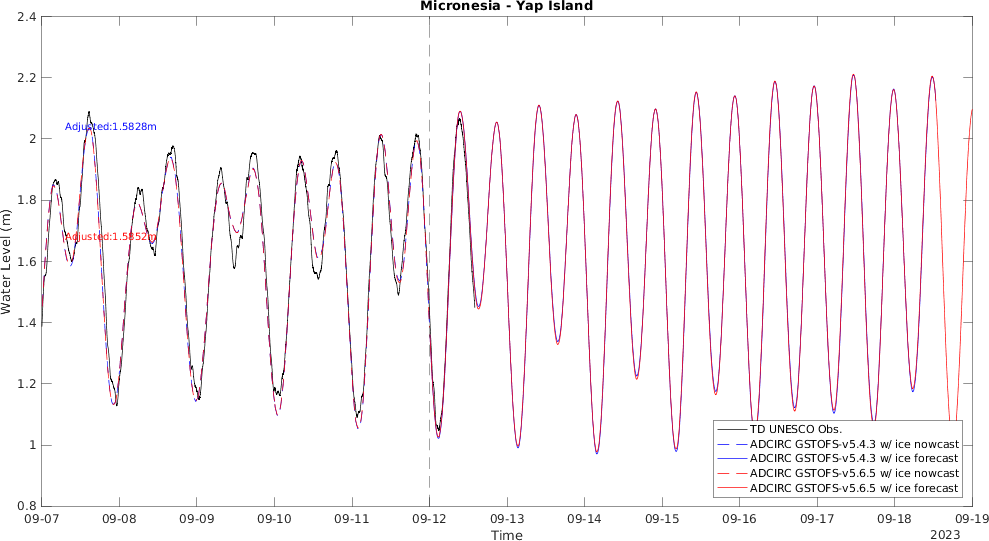 Micronesia - Yap Island
2.4
2.2
2
1.8
1.6
1.4
1.2
1
0.8
Water Level (m)
Adjusted:1.5828m
Adjusted:1.5852m
TD UNESCO Obs.
ADCIRC GSTOFS-v5.4.3 w/ ice nowcast
ADCIRC GSTOFS-v5.4.3 w/ ice forecast
ADCIRC GSTOFS-v5.6.5 w/ ice nowcast
ADCIRC GSTOFS-v5.6.5 w/ ice forecast
09-07 09-08 09-09 09-10 09-11 09-12 09-13 09-14 09-15 09-16 09-17 09-18 09-19
Time
2023